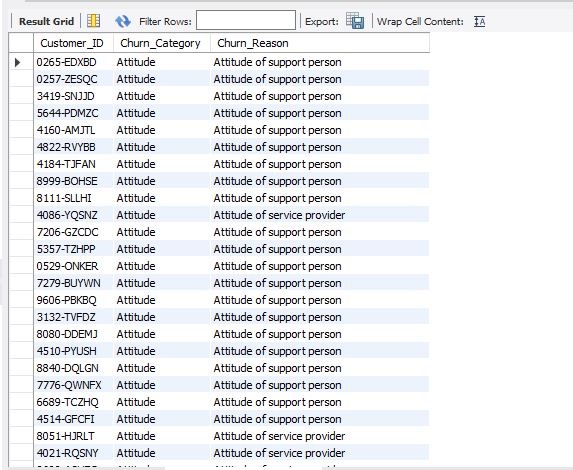 Result Grid Filter Rows: Export: Wrap Cell Content: IA
Customer_ID Churn_Category Churn_Reason
0265-EDXBD Attitude Attitude of support person
0257-ZESQC Attitude Attitude of support person
3419-SNJJD Attitude Attitude of support person
5644-PDMZC Attitude Attitude of support person
4160-AMJTL Attitude Attitude of support person
4822-RVYBB Attitude Attitude of support person
4184-TJFAN Attitude Attitude of support person
8999-BOHSE Attitude Attitude of support person
8111-SLLHI Attitude Attitude of support person
4086-YQSNZ Attitude Attitude of service provider
7206-GZCDC Attitude Attitude of support person
5357-TZHPP Attitude Attitude of support person
0529-ONKER Attitude Attitude of support person
7279-BUYWN Attitude Attitude of support person
9606-PBKBQ Attitude Attitude of support person
3132-TVFDZ Attitude Attitude of support person
8080-DDEMJ Attitude Attitude of support person
4510-PYUSH Attitude Attitude of support person
8840-DQLGN Attitude Attitude of support person
7776-QWNFX Attitude Attitude of support person
6689-TCZHQ Attitude Attitude of support person
4514-GFCFI Attitude Attitude of support person
8051-HJRLT Attitude Attitude of service provider
4021-RQSNY Attitude Attitude of service provider